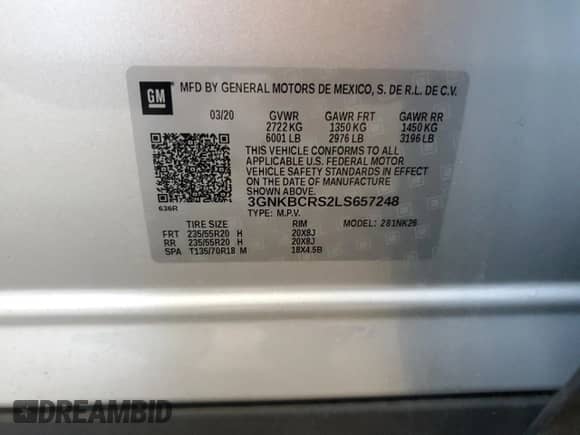 GM
MFD BY GENERAL MOTORS DE MEXICO, S. DE R.L. DE C.V.
03/20 GVWR GAWR FRT GAWR RR
2722 KG 1350 KG 1450 KG
6001 LB 2976 LB 3196 LB
THIS VEHICLE CONFORMS TO ALL
APPLICABLE U.S. FEDERAL MOTOR
VEHICLE SAFETY STANDARDS IN EFFECT
ON THE DATE OF MANUFACTURE
SHOWN ABOVE.
636R 3GNKBCRS2LS657248
TYPE: M.P.V.
TIRE SIZE RIM MODEL: 281NK26
FRT 235/55R20 H 20X8J
RR 235/55R20 H 20X8J
SPA T135/70R18 M 18X4.5B
DREAMBID